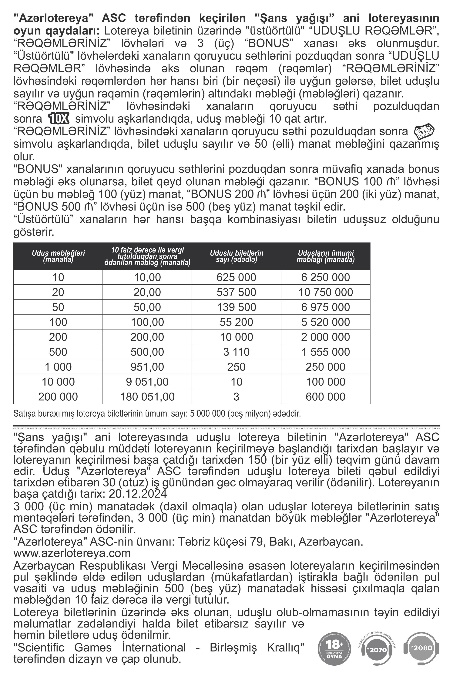 "Azərlotereya" ASC tərəfindən keçirilən "Şans yağışı" ani lotereyasının
oyun qaydaları: Lotereya biletinin üzərində "üstüörtülü" "UDUŞLU RƏQƏMLƏR",
"RƏQƏMLƏRİNİZ" lövhələri və 3 (üç) "BONUS" xanası əks olunmuşdur.
"Üstüörtülü" lövhələrdəki xanaların qoruyucu səthlərini pozduqdan sonra "UDUŞLU
RƏQƏMLƏR" lövhəsində əks olunan rəqəm (rəqəmlər) "RƏQƏMLƏRİNİZ"
lövhəsindəki rəqəmlərdən hər hansı biri (bir neçəsi) ilə uyğun gələrsə, bilet uduşlu
sayılır və uyğun rəqəmin (rəqəmlərin) altındakı məbləği (məbləğləri) qazanır.
"RƏQƏMLƏRİNİZ" lövhəsindəki xanaların qoruyucu səthi pozulduqdan
sonra 10X simvolu aşkarlandıqda, uduş məbləği 10 qat artır.
"RƏQƏMLƏRİNİZ" lövhəsindəki xanaların qoruyucu səthi pozulduqdan sonra
simvolu aşkarlandıqda, bilet uduşlu sayılır və 50 (əlli) manat məbləğini qazanmış
olur.
"BONUS" xanalarının qoruyucu səthlərini pozduqdan sonra müvafiq xanada bonus
məbləği əks olunarsa, bilet qeyd olunan məbləği qazanır. "BONUS 100 ₼" lövhəsi
üçün bu məbləğ 100 (yüz) manat, "BONUS 200 ₼" lövhəsi üçün 200 (iki yüz) manat,
"BONUS 500 ₼" lövhəsi üçün isə 500 (beş yüz) manat təşkil edir.
"Üstüörtülü" xanaların hər hansı başqa kombinasiyası biletin uduşsuz olduğunu
göstərir.
Uduş məbləğləri (manatla) 10 faiz dərəcə ilə vergi tutulduqdan sonra ödənilən məbləğ (manatla) Uduşlu biletlərin sayı (ədədlə) Uduşların ümumi məbləği (manatla)
10 10,00 625 000 6 250 000
20 20,00 537 500 10 750 000
50 50,00 139 500 6 975 000
100 100,00 55 200 5 520 000
200 200,00 10 000 2 000 000
500 500,00 3 110 1 555 000
1 000 951,00 250 250 000
10 000 9 051,00 10 100 000
200 000 180 051,00 3 600 000
Satışa buraxılmış lotereya biletlərinin ümumi sayı: 5 000 000 (beş milyon) ədəddir.
"Şans yağışı" ani lotereyasında uduşlu lotereya biletinin "Azərlotereya" ASC
tərəfindən qəbulu müddəti lotereyanın keçirilməyə başlandığı tarixdən başlayır və
lotereyanın keçirilməsi başa çatdığı tarixdən 150 (bir yüz əlli) təqvim günü davam
edir. Uduş "Azərlotereya" ASC tərəfindən uduşlu lotereya bileti qəbul edildiyi
tarixdən etibarən 30 (otuz) iş günündən gec olmayaraq verilir (ödənilir). Lotereyanın
başa çatdığı tarix: 20.12.2024
3 000 (üç min) manatadək (daxil olmaqla) olan uduşlar lotereya biletlərinin satış
məntəqələri tərəfindən, 3 000 (üç min) manatdan böyük məbləğlər "Azərlotereya"
ASC tərəfindən ödənilir.
"Azərlotereya" ASC-nin ünvanı: Təbriz küçəsi 79, Bakı, Azərbaycan.
www.azerlotereya.com
Azərbaycan Respublikası Vergi Məcəlləsinə əsasən lotereyaların keçirilməsindən
pul şəklində əldə edilən uduşlardan (mükafatlardan) iştirakla bağlı ödənilən pul
vəsaiti və uduş məbləğinin 500 (beş yüz) manatadək hissəsi çıxılmaqla qalan
məbləğdən 10 faiz dərəcə ilə vergi tutulur.
Lotereya biletlərinin üzərində əks olunan, uduşlu olub-olmamasının təyin edildiyi
məlumatlar zədələndiyi halda bilet etibarsız sayılır və
həmin biletlərə uduş ödənilmir.
"Scientific Games İnternational - Birləşmiş Krallıq"
tərəfindən dizayn və çap olunub.
18+
*2070
*2080